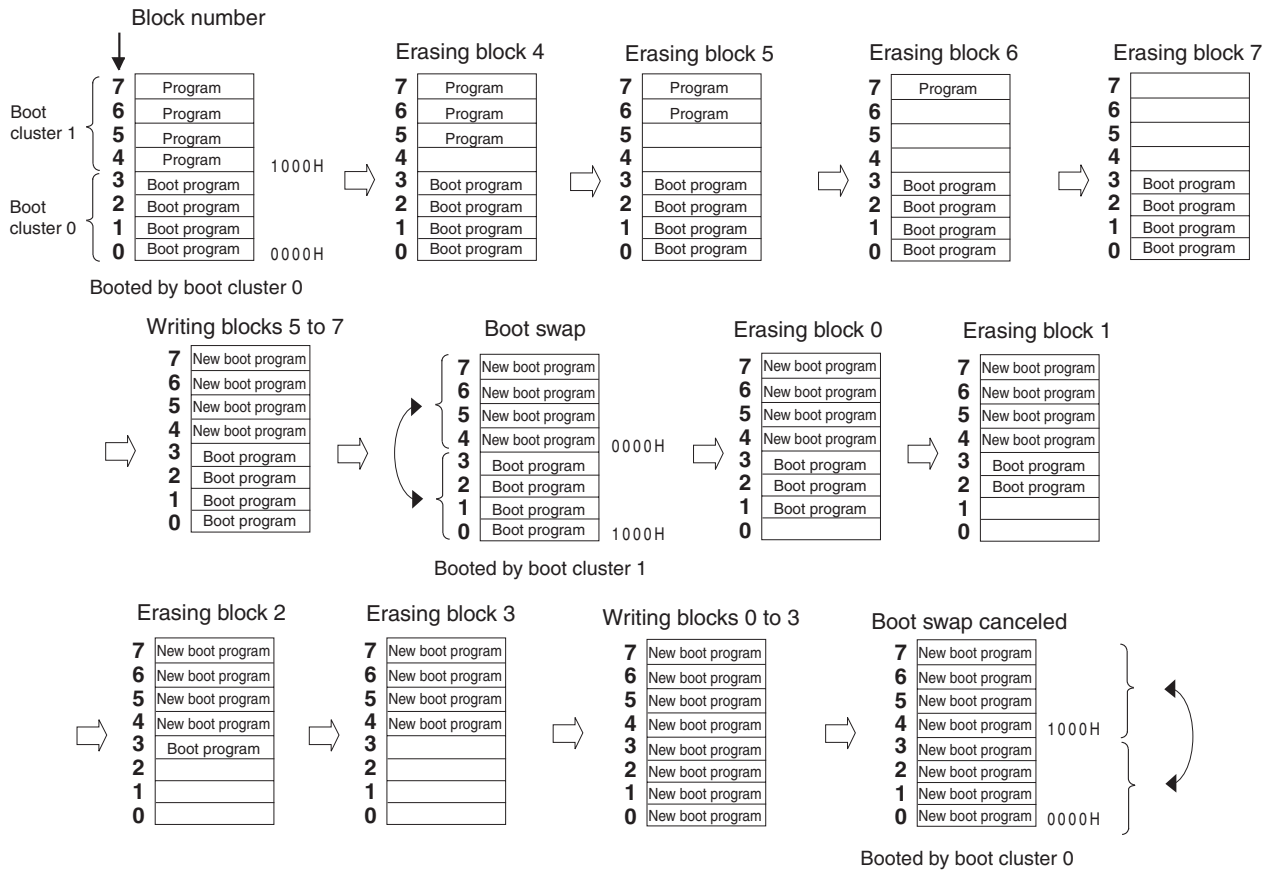 Block number
Erasing block 4
Erasing block 5
Erasing block 6
Erasing block 7
Boot
cluster 1
Boot
cluster 0
7 Program
6 Program
5 Program
4 Program
1000H
3 Boot program
2 Boot program
1 Boot program
0 Boot program
0000H
Booted by boot cluster 0
7 Program
6 Program
5 Program
4
3 Boot program
2 Boot program
1 Boot program
0 Boot program
7 Program
6 Program
5
4
3 Boot program
2 Boot program
1 Boot program
0 Boot program
7 Program
6
5
4
3 Boot program
2 Boot program
1 Boot program
0 Boot program
7
6
5
4
3 Boot program
2 Boot program
1 Boot program
0 Boot program
Writing blocks 5 to 7
7 New boot program
6 New boot program
5 New boot program
4 New boot program
3 Boot program
2 Boot program
1 Boot program
0 Boot program
Boot swap
7 New boot program
6 New boot program
5 New boot program
4 New boot program
0000H
3 Boot program
2 Boot program
1 Boot program
0 Boot program
1000H
Booted by boot cluster 1
Erasing block 0
7 New boot program
6 New boot program
5 New boot program
4 New boot program
3 Boot program
2 Boot program
1 Boot program
0
Erasing block 1
7 New boot program
6 New boot program
5 New boot program
4 New boot program
3 Boot program
2 Boot program
1
0
Erasing block 2
7 New boot program
6 New boot program
5 New boot program
4 New boot program
3 Boot program
2
1
0
Erasing block 3
7 New boot program
6 New boot program
5 New boot program
4 New boot program
3
2
1
0
Writing blocks 0 to 3
7 New boot program
6 New boot program
5 New boot program
4 New boot program
3 New boot program
2 New boot program
1 New boot program
0 New boot program
Boot swap canceled
7 New boot program
6 New boot program
5 New boot program
4 New boot program
1000H
3 New boot program
2 New boot program
1 New boot program
0 New boot program
0000H
Booted by boot cluster 0